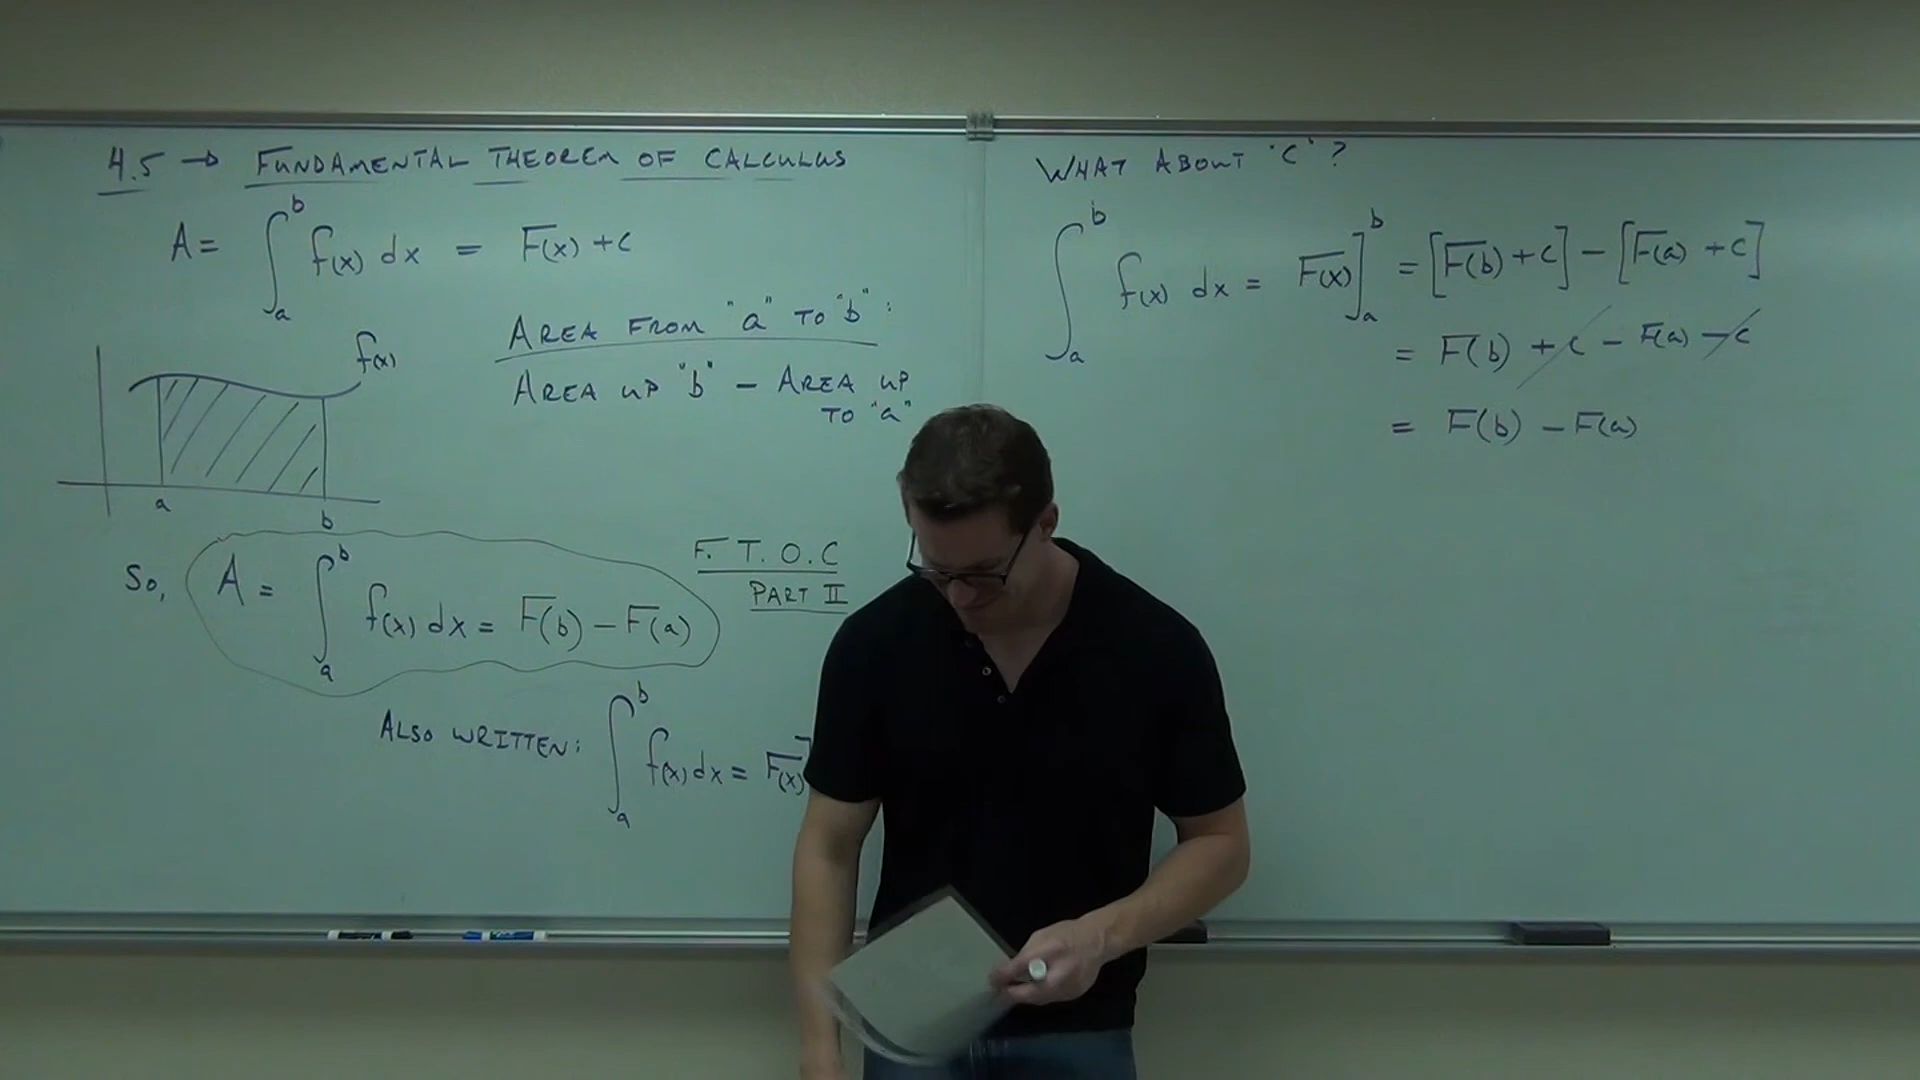 4.5 → FUNDAMENTAL THEOREM OF CALCULUS
A = ∫_a^b f(x) dx = F(x) + C
AREA FROM "a" TO "b":
AREA UP "b" − AREA UP
TO "a"
f(x)
a b
So, A = ∫_a^b f(x) dx = F(b) − F(a)
F.T.O.C
PART II
ALSO WRITTEN: ∫_a^b f(x) dx = F(x)]
WHAT ABOUT 'C'?
∫_a^b f(x) dx = F(x)]_a^b = [F(b) + C] − [F(a) + C]
= F(b) + C − F(a) − C
= F(b) − F(a)